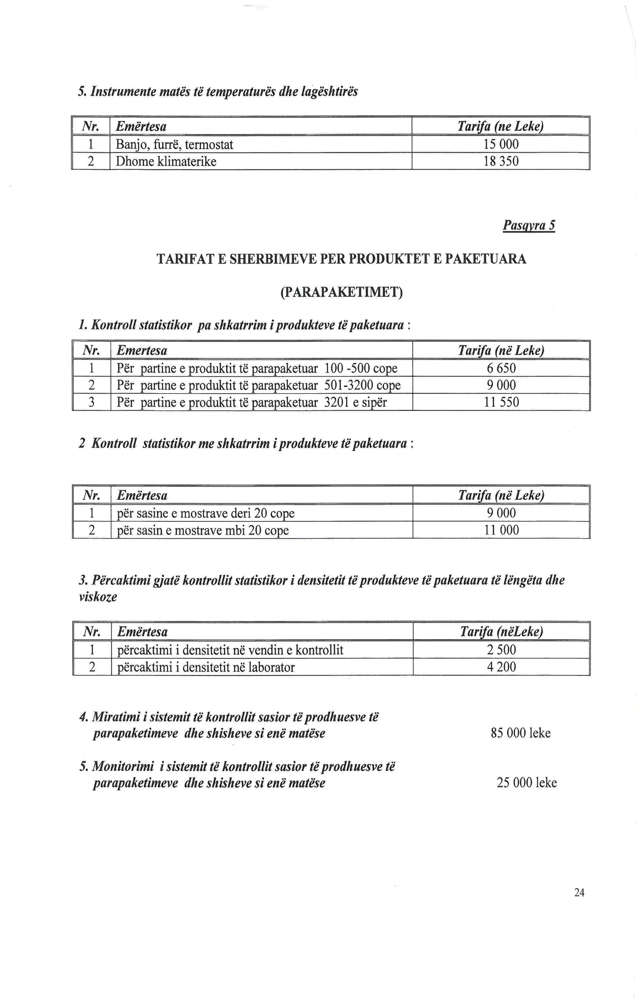 5. Instrumente matës të temperaturës dhe lagështirës
Nr. Emërtesa Tarifa (ne Leke)
1 Banjo, furrë, termostat 15 000
2 Dhome klimaterike 18 350
Pasqyra 5
TARIFAT E SHERBIMEVE PER PRODUKTET E PAKETUARA
(PARAPAKETIMET)
1. Kontroll statistikor pa shkatrrim i produkteve të paketuara :
Nr. Emertesa Tarifa (në Leke)
1 Për partine e produktit të parapaketuar 100 -500 cope 6 650
2 Për partine e produktit të parapaketuar 501-3200 cope 9 000
3 Për partine e produktit të parapaketuar 3201 e sipër 11 550
2 Kontroll statistikor me shkatrrim i produkteve të paketuara :
Nr. Emërtesa Tarifa (në Leke)
1 për sasine e mostrave deri 20 cope 9 000
2 për sasin e mostrave mbi 20 cope 11 000
3. Përcaktimi gjatë kontrollit statistikor i densitetit të produkteve të paketuara të lëngëta dhe
viskoze
Nr. Emërtesa Tarifa (nëLeke)
1 përcaktimi i densitetit në vendin e kontrollit 2 500
2 përcaktimi i densitetit në laborator 4 200
4. Miratimi i sistemit të kontrollit sasior të prodhuesve të
parapaketimeve dhe shisheve si enë matëse 85 000 leke
5. Monitorimi i sistemit të kontrollit sasior të prodhuesve të
parapaketimeve dhe shisheve si enë matëse 25 000 leke
24